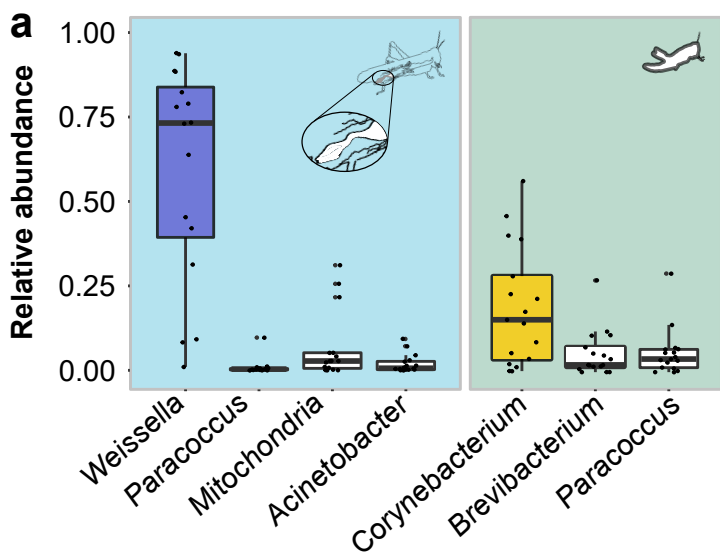 a
Relative abundance
1.00
0.75
0.50
0.25
0.00
Weissella
Paracoccus
Mitochondria
Acinetobacter
Corynebacterium
Brevibacterium
Paracoccus